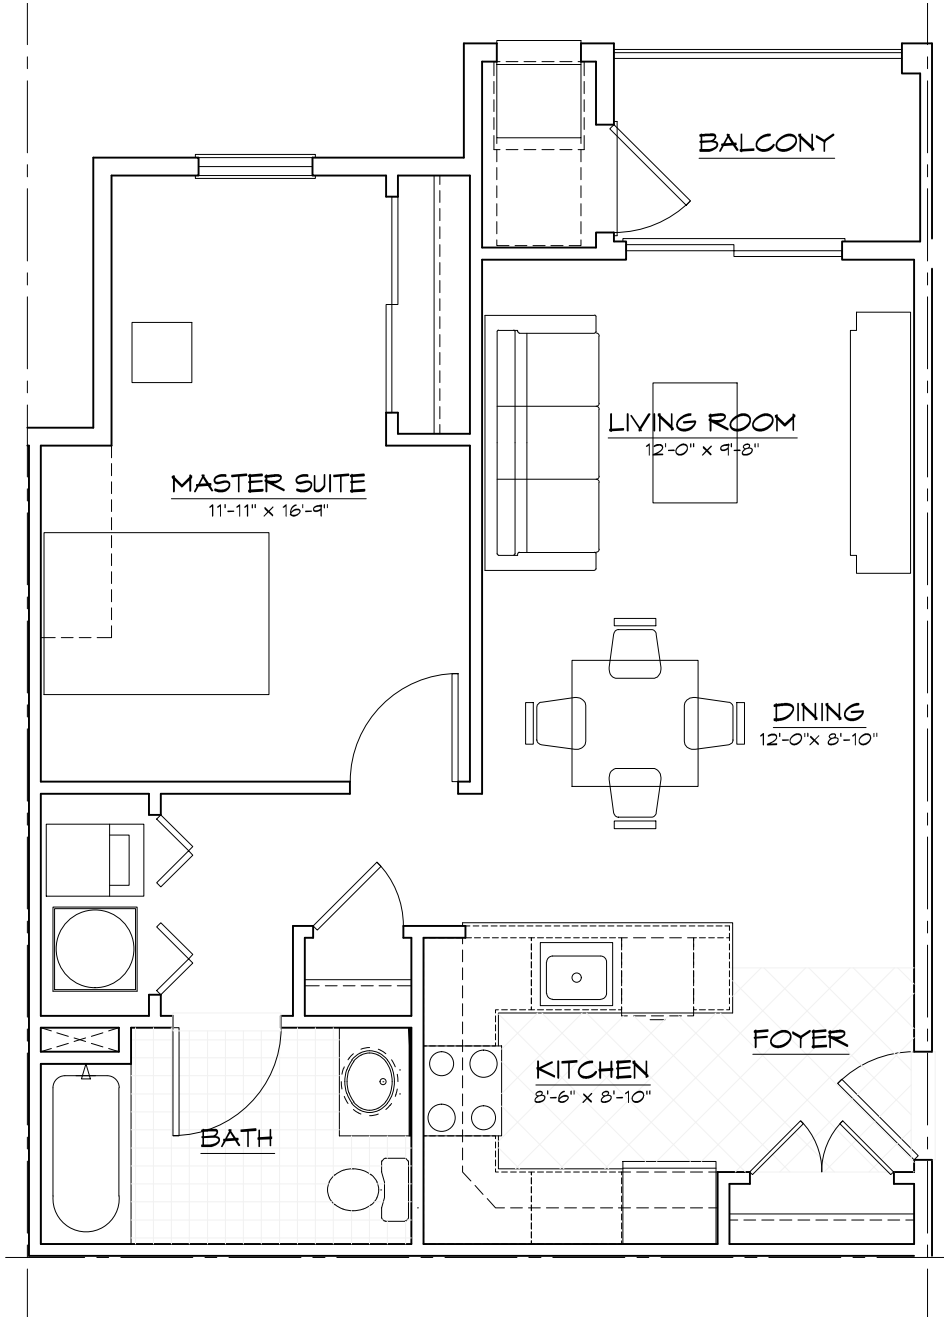 BALCONY
LIVING ROOM
12'-0" x 9'-8"
MASTER SUITE
11'-11" x 16'-9"
DINING
12'-0"x 8'-10"
FOYER
KITCHEN
8'-6" x 8'-10"
BATH